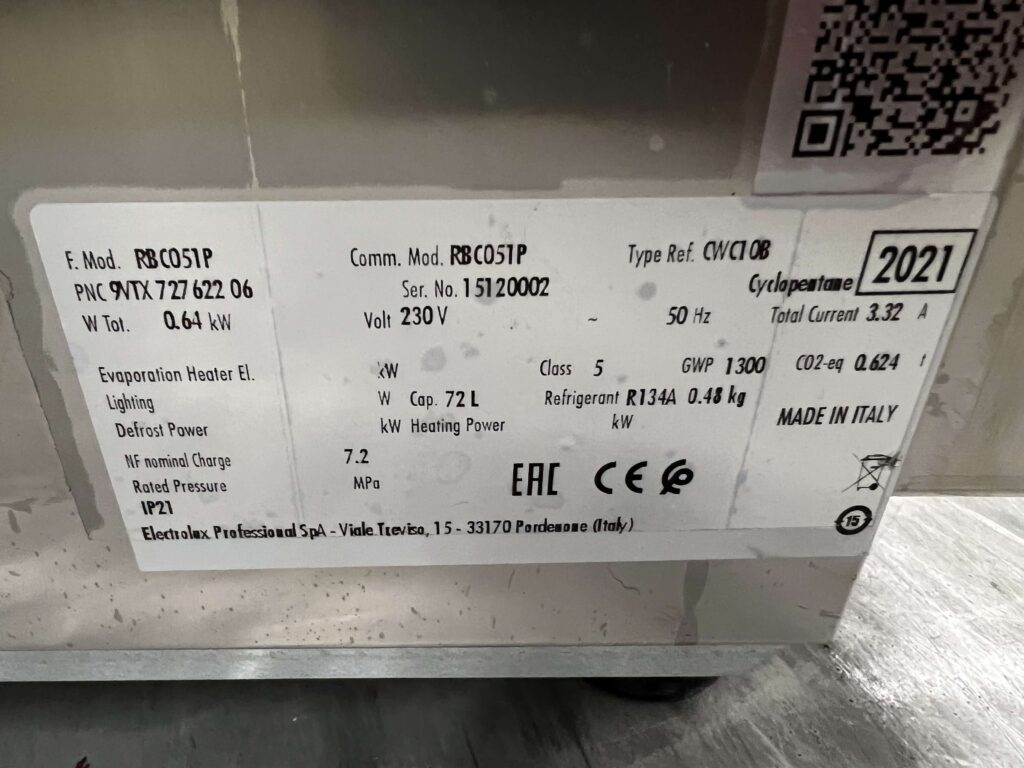 F. Mod. RBC051P Comm. Mod. RBC051P Type Ref. CWC10B 2021
PNC 9VTX 727 622 06 Ser. No. 15120002 Cyclopentane
W Tot. 0.64 kW Volt 230 V ~ 50 Hz Total Current 3.32 A
Evaporation Heater El. kW Class 5 GWP 1300 CO2-eq 0.624 t
Lighting W Cap. 72 L Refrigerant R134A 0.48 kg
Defrost Power kW Heating Power kW MADE IN ITALY
NF nominal Charge 7.2
Rated Pressure MPa EAC CE
IP21
Electrolux Professional SpA - Viale Treviso, 15 - 33170 Pordenone (Italy)
15